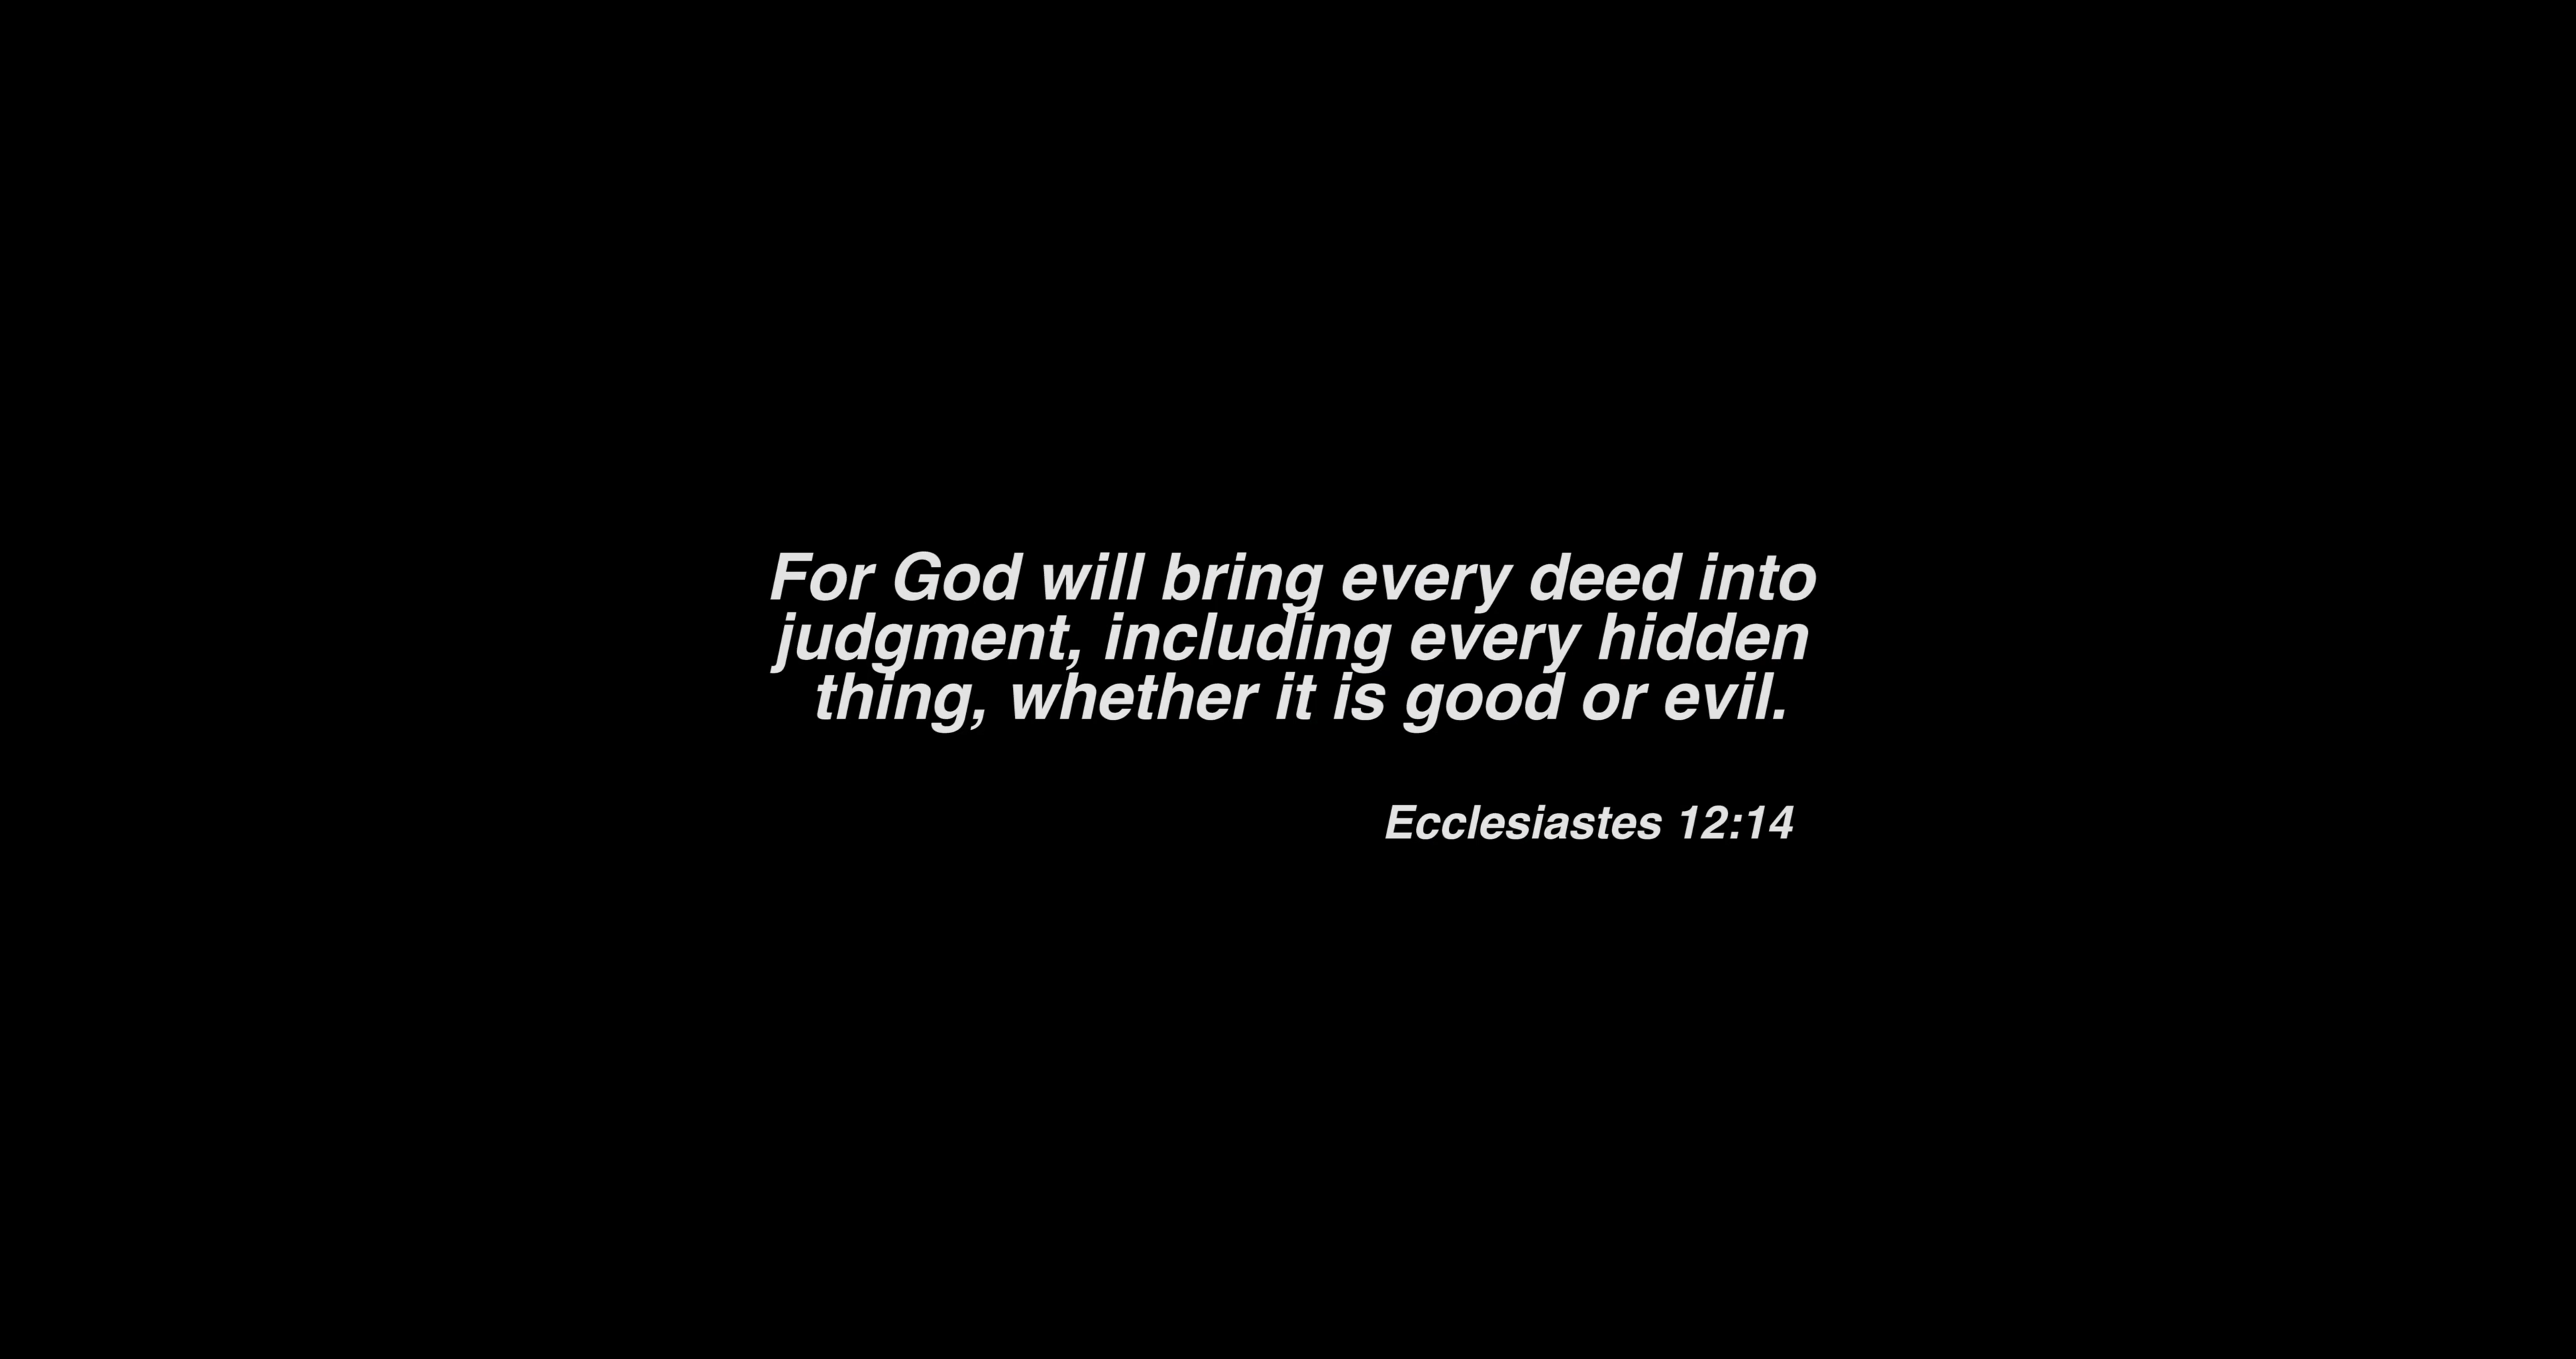 For God will bring every deed into
judgment, including every hidden
thing, whether it is good or evil.
Ecclesiastes 12:14